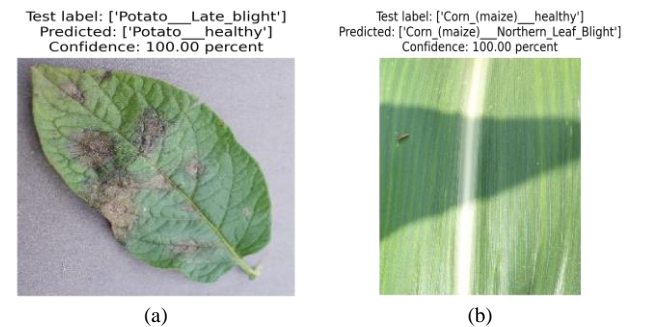 Test label: ['Potato___Late_blight']
Predicted: ['Potato___healthy']
Confidence: 100.00 percent
Test label: ['Corn_(maize)___healthy']
Predicted: ['Corn_(maize)___Northern_Leaf_Blight']
Confidence: 100.00 percent
(a)
(b)